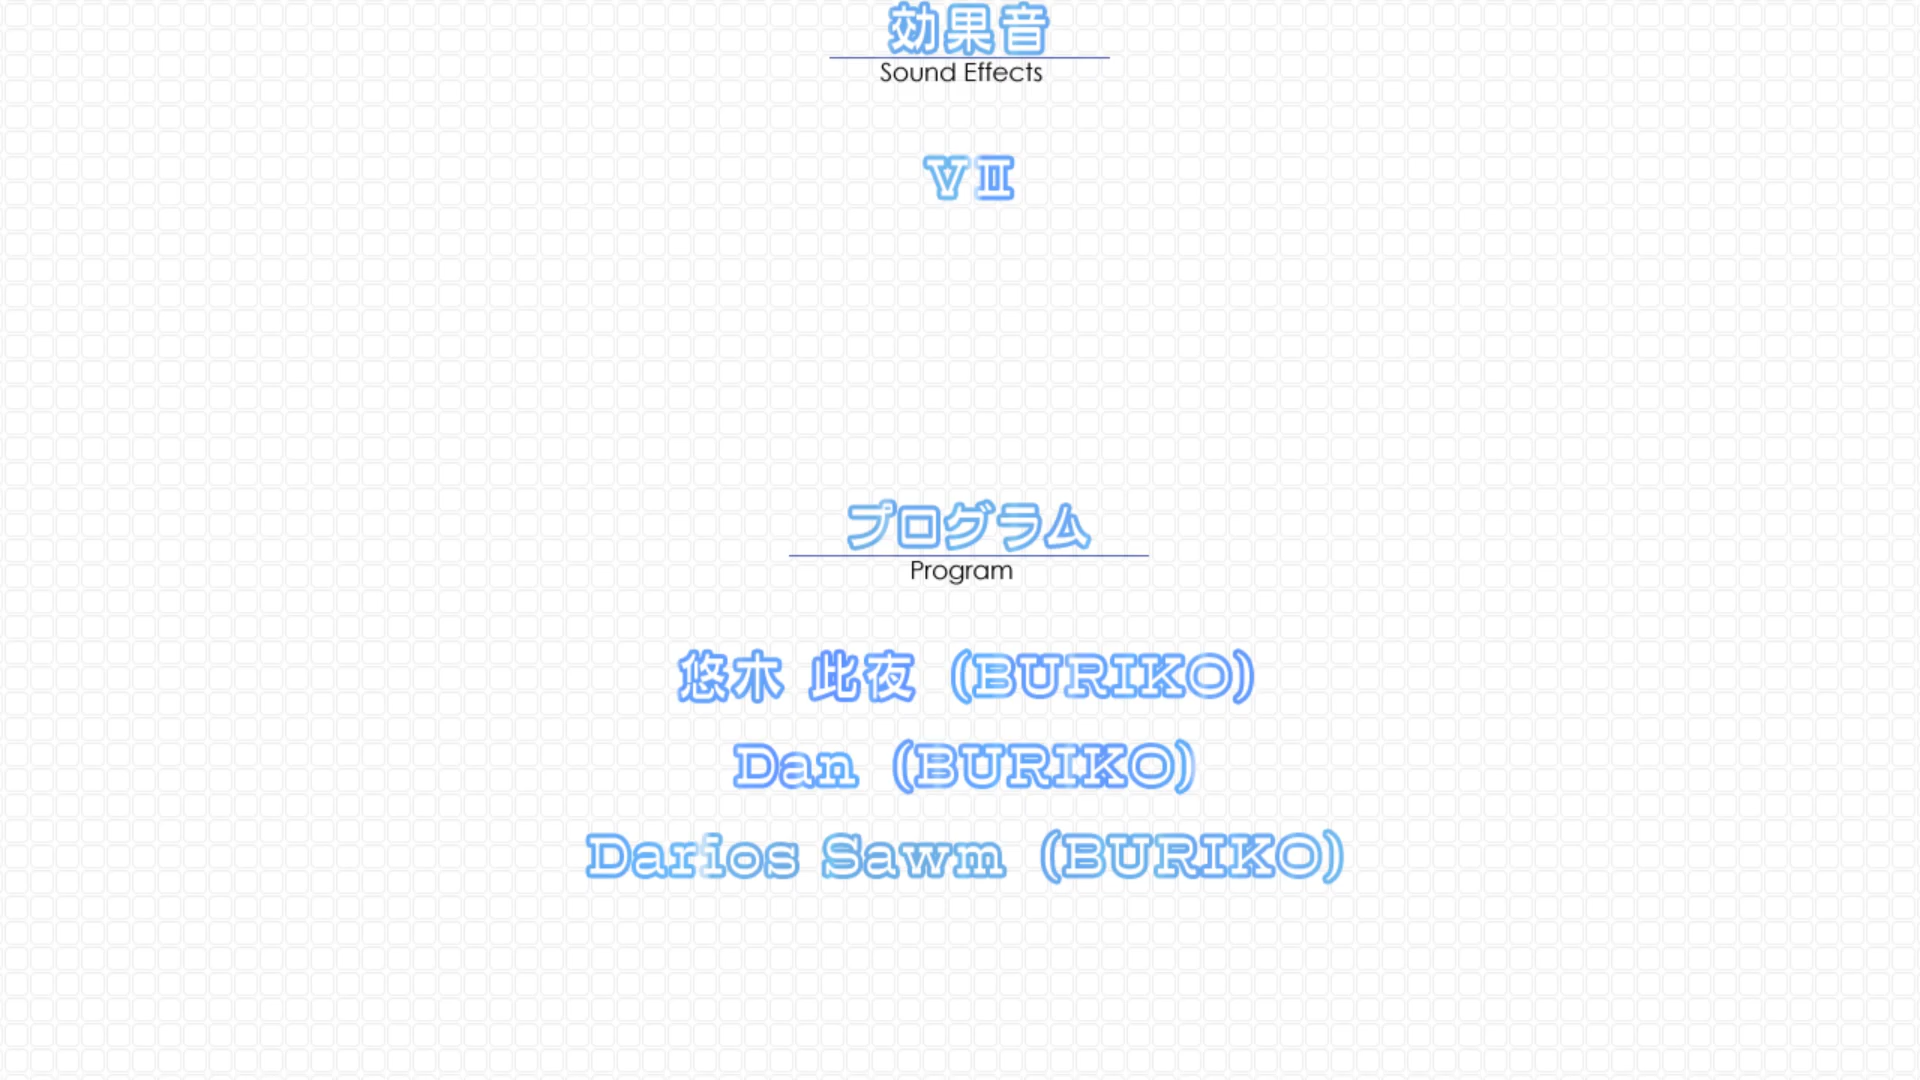 効果音
Sound Effects
VII
プログラム
Program
悠木 此夜 (BURIKO)
Dan (BURIKO)
Darios Sawm (BURIKO)